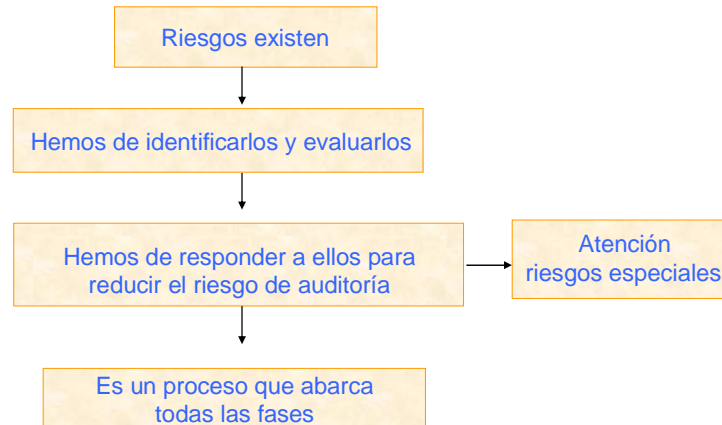 Riesgos existen
Hemos de identificarlos y evaluarlos
Hemos de responder a ellos para
reducir el riesgo de auditoría
Atención
riesgos especiales
Es un proceso que abarca
todas las fases